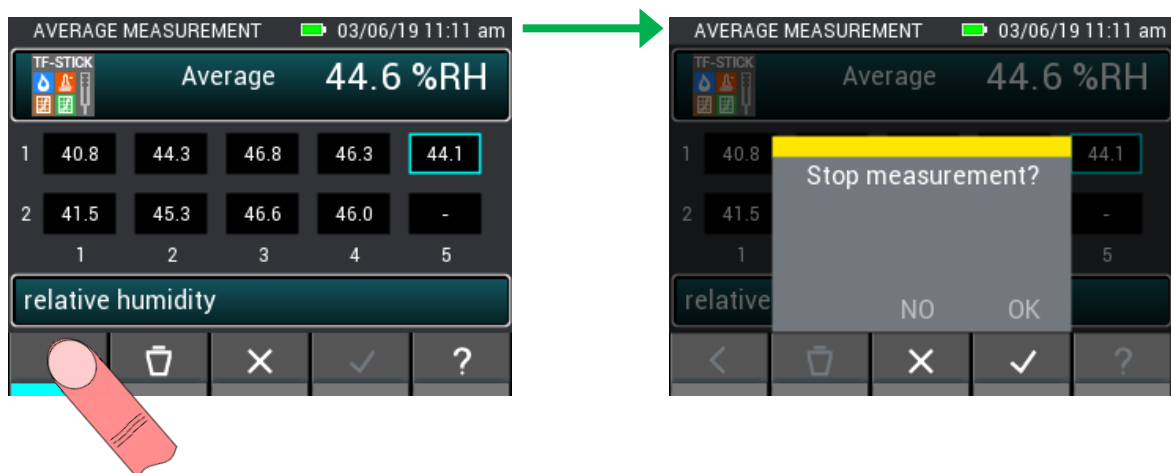 AVERAGE MEASUREMENT 03/06/19 11:11 am
TF-STICK
Average 44.6 %RH
1 40.8 44.3 46.8 46.3 44.1
2 41.5 45.3 46.6 46.0 -
1 2 3 4 5
relative humidity
?
AVERAGE MEASUREMENT 03/06/19 11:11 am
TF-STICK
Average 44.6 %RH
1 40.8 44.1
Stop measurement?
2 41.5 -
1 5
relative
NO OK
?